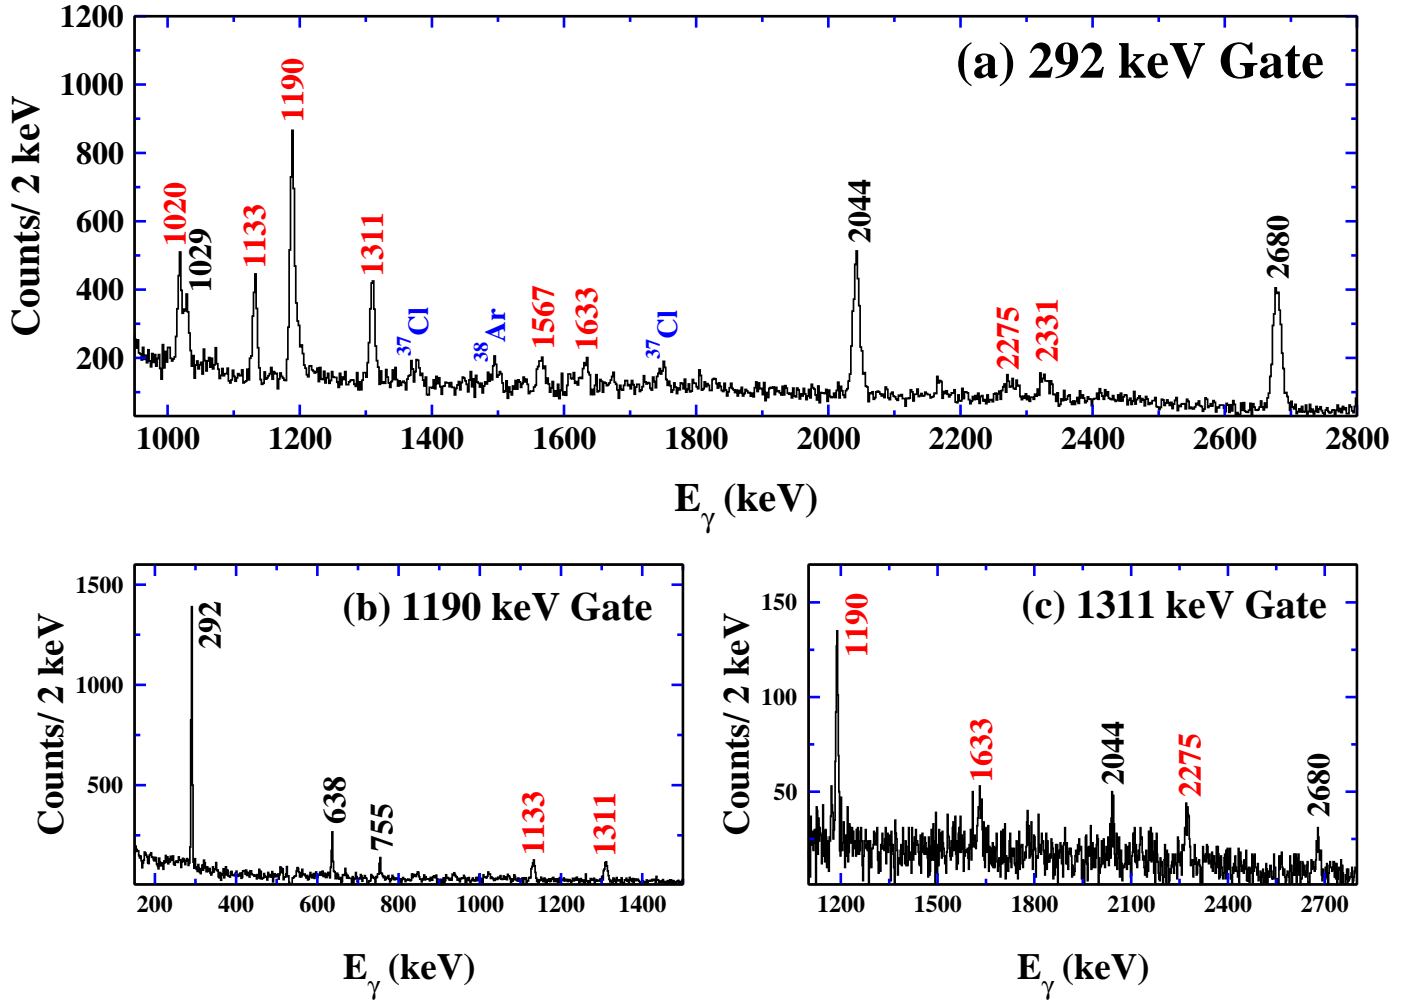 (a) 292 keV Gate
Counts/ 2 keV
1200
1000
800
600
400
200
1020
1029
1133
1190
1311
³⁷Cl
³⁸Ar
1567
1633
³⁷Cl
2044
2275
2331
2680
1000 1200 1400 1600 1800 2000 2200 2400 2600 2800
E_γ (keV)
(b) 1190 keV Gate
Counts/ 2 keV
1500
1000
500
292
638
755
1133
1311
200 400 600 800 1000 1200 1400
E_γ (keV)
(c) 1311 keV Gate
Counts/ 2 keV
150
100
50
1190
1633
2044
2275
2680
1200 1500 1800 2100 2400 2700
E_γ (keV)